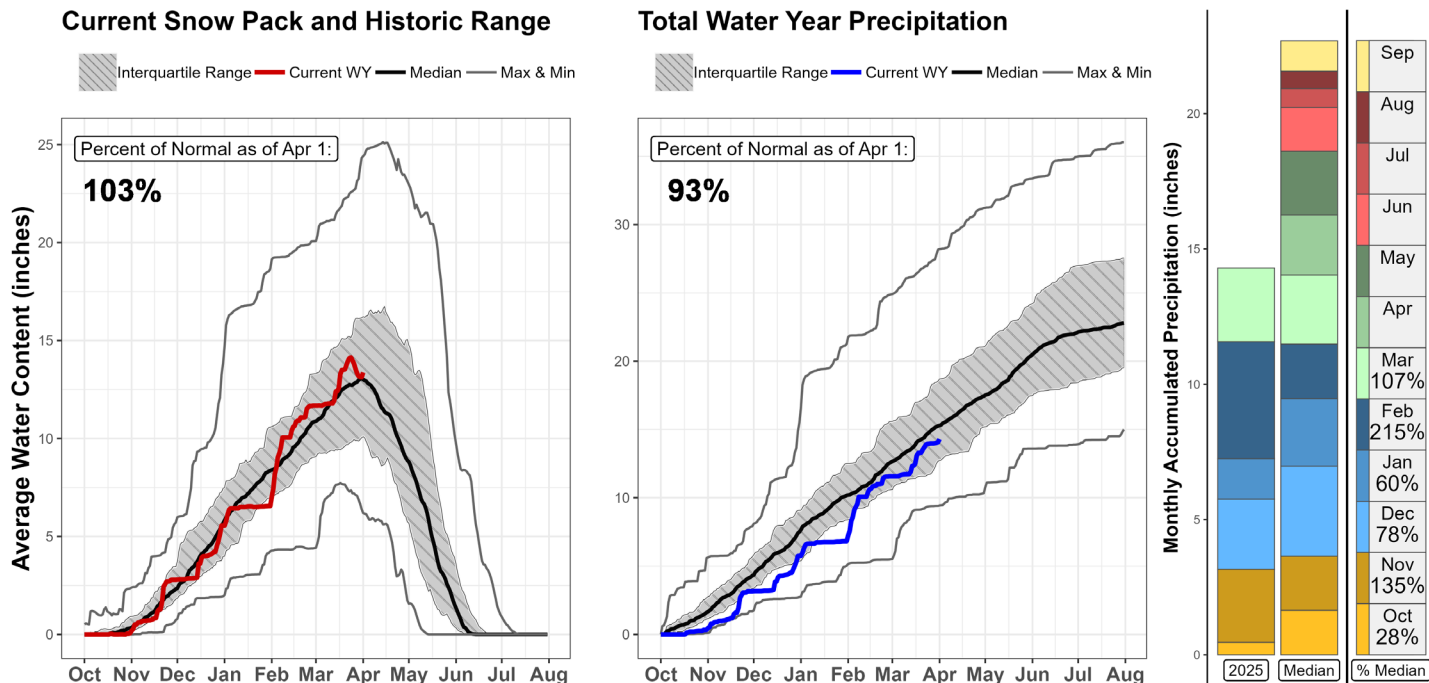 Current Snow Pack and Historic Range
Interquartile Range Current WY Median Max & Min
Average Water Content (inches)
Percent of Normal as of Apr 1:
103%
25
20
15
10
5
0
Oct Nov Dec Jan Feb Mar Apr May Jun Jul Aug
Total Water Year Precipitation
Interquartile Range Current WY Median Max & Min
Percent of Normal as of Apr 1:
93%
30
20
10
0
Oct Nov Dec Jan Feb Mar Apr May Jun Jul Aug
Monthly Accumulated Precipitation (inches)
20
15
10
5
0
2025 Median % Median
Sep
Aug
Jul
Jun
May
Apr
Mar
107%
Feb
215%
Jan
60%
Dec
78%
Nov
135%
Oct
28%